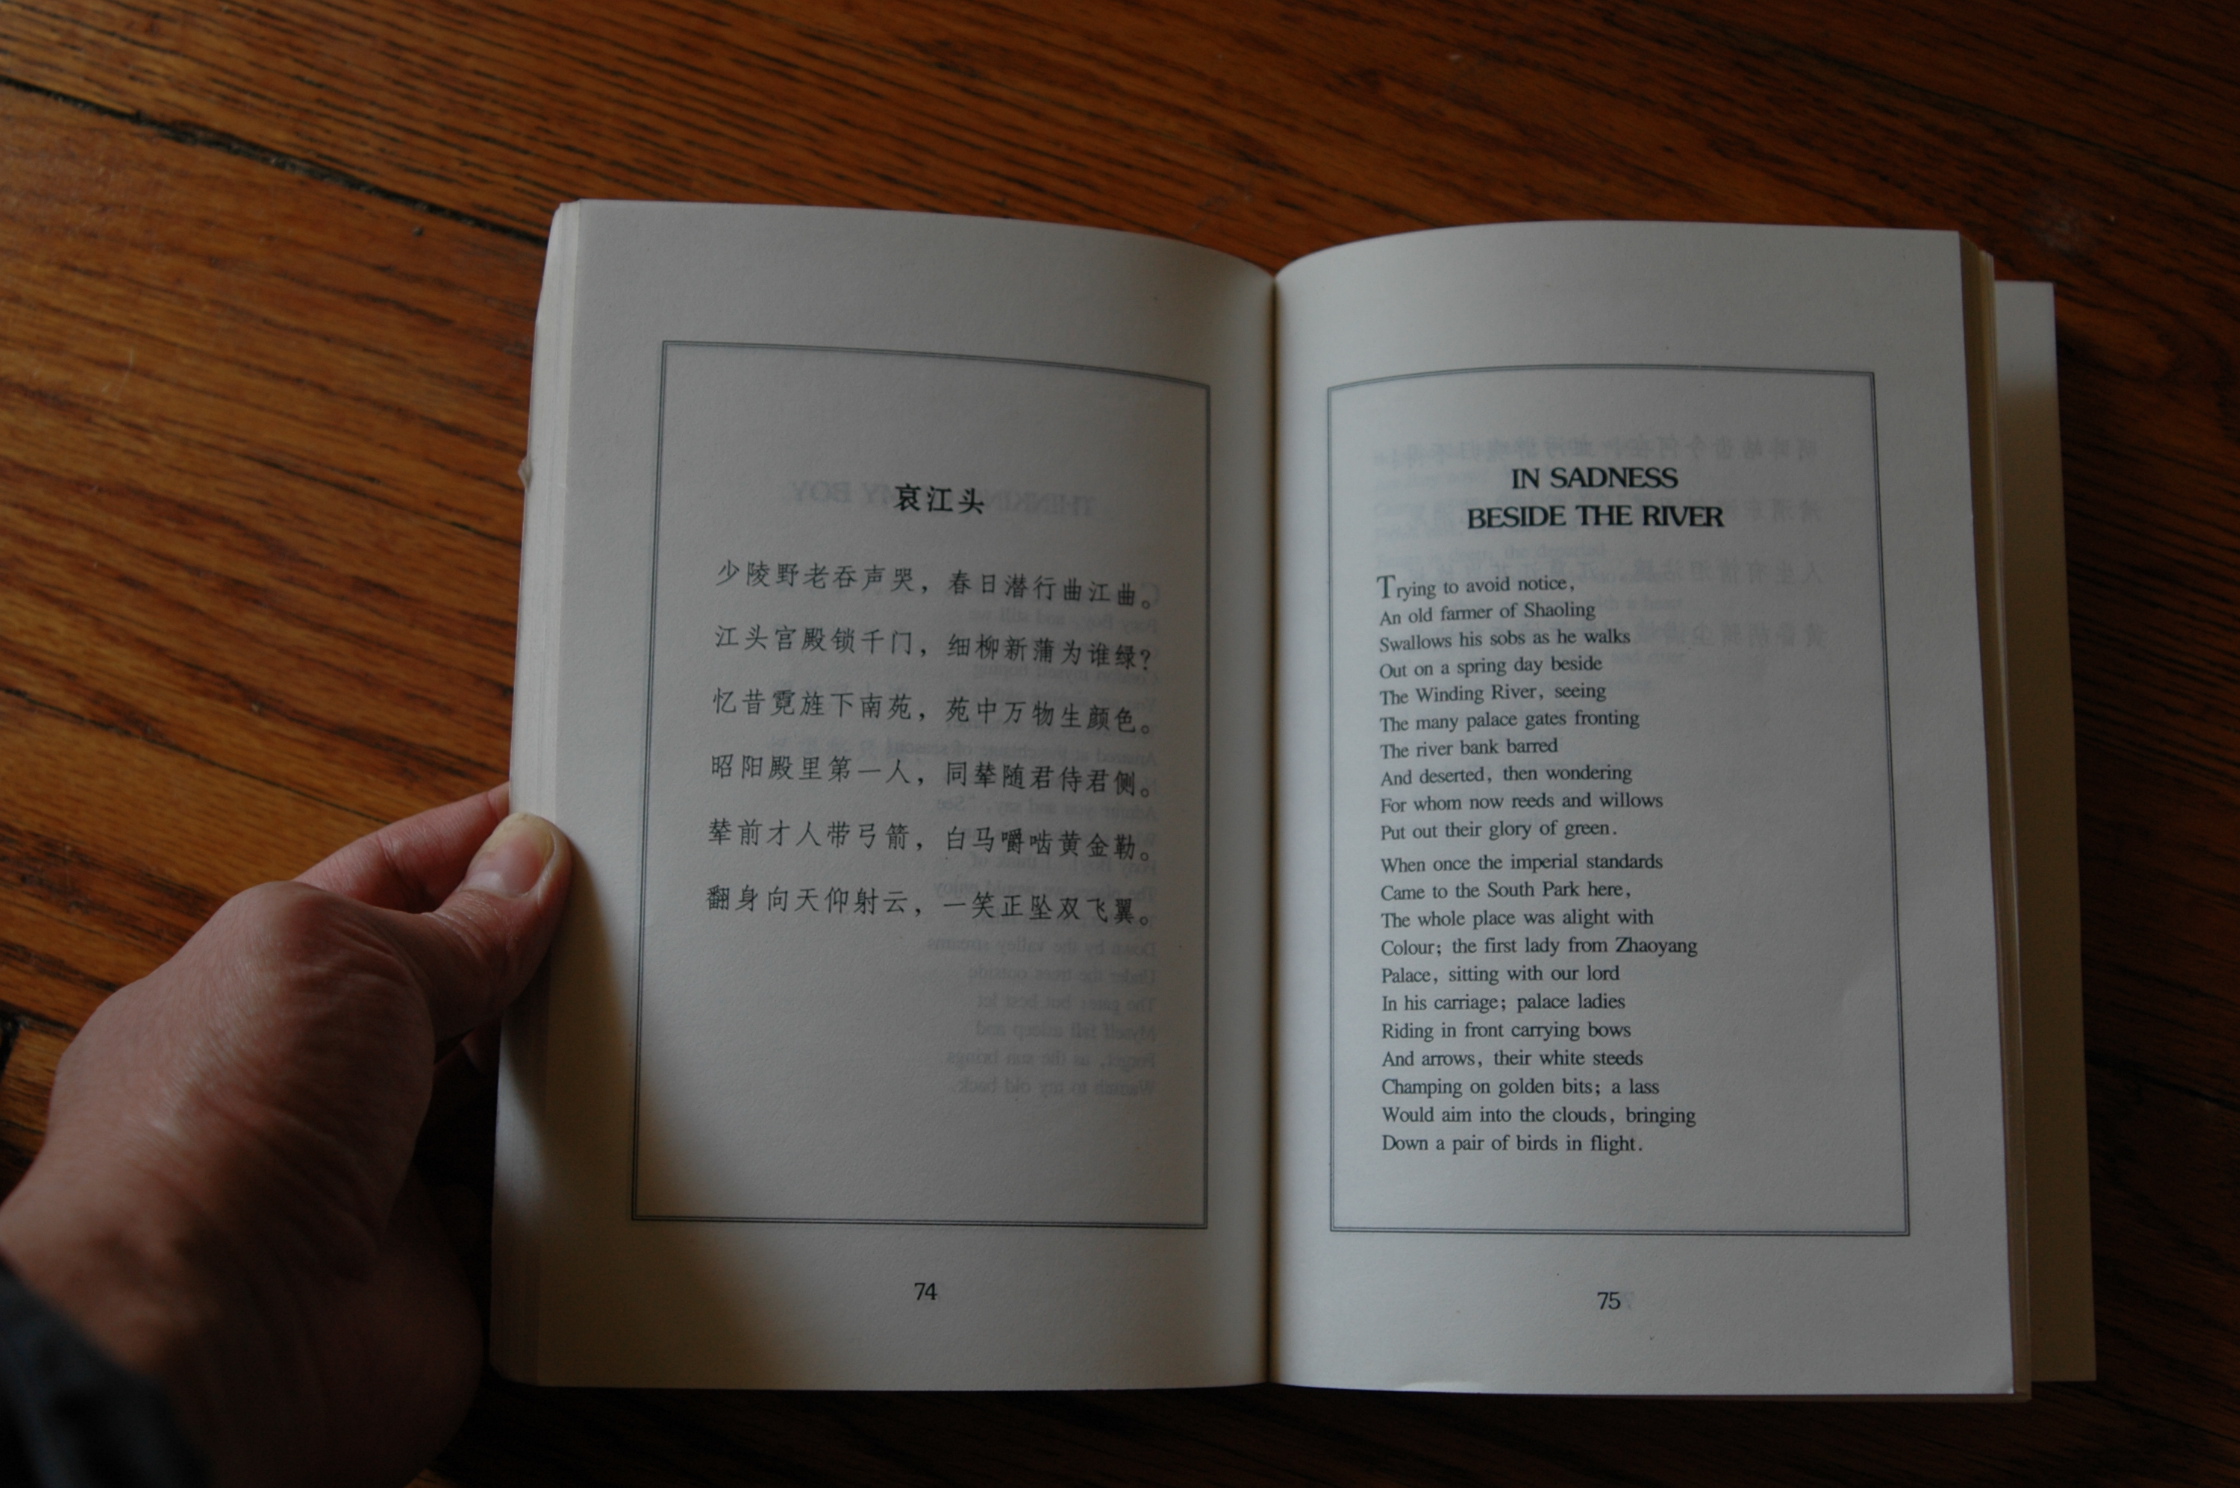 哀江头
少陵野老吞声哭，春日潜行曲江曲。
江头宫殿锁千门，细柳新蒲为谁绿？
忆昔霓旌下南苑，苑中万物生颜色。
昭阳殿里第一人，同辇随君侍君侧。
辇前才人带弓箭，白马嚼啮黄金勒。
翻身向天仰射云，一笑正坠双飞翼。
74
IN SADNESS
BESIDE THE RIVER
Trying to avoid notice,
An old farmer of Shaoling
Swallows his sobs as he walks
Out on a spring day beside
The Winding River, seeing
The many palace gates fronting
The river bank barred
And deserted, then wondering
For whom now reeds and willows
Put out their glory of green.
When once the imperial standards
Came to the South Park here,
The whole place was alight with
Colour; the first lady from Zhaoyang
Palace, sitting with our lord
In his carriage; palace ladies
Riding in front carrying bows
And arrows, their white steeds
Champing on golden bits; a lass
Would aim into the clouds, bringing
Down a pair of birds in flight.
75